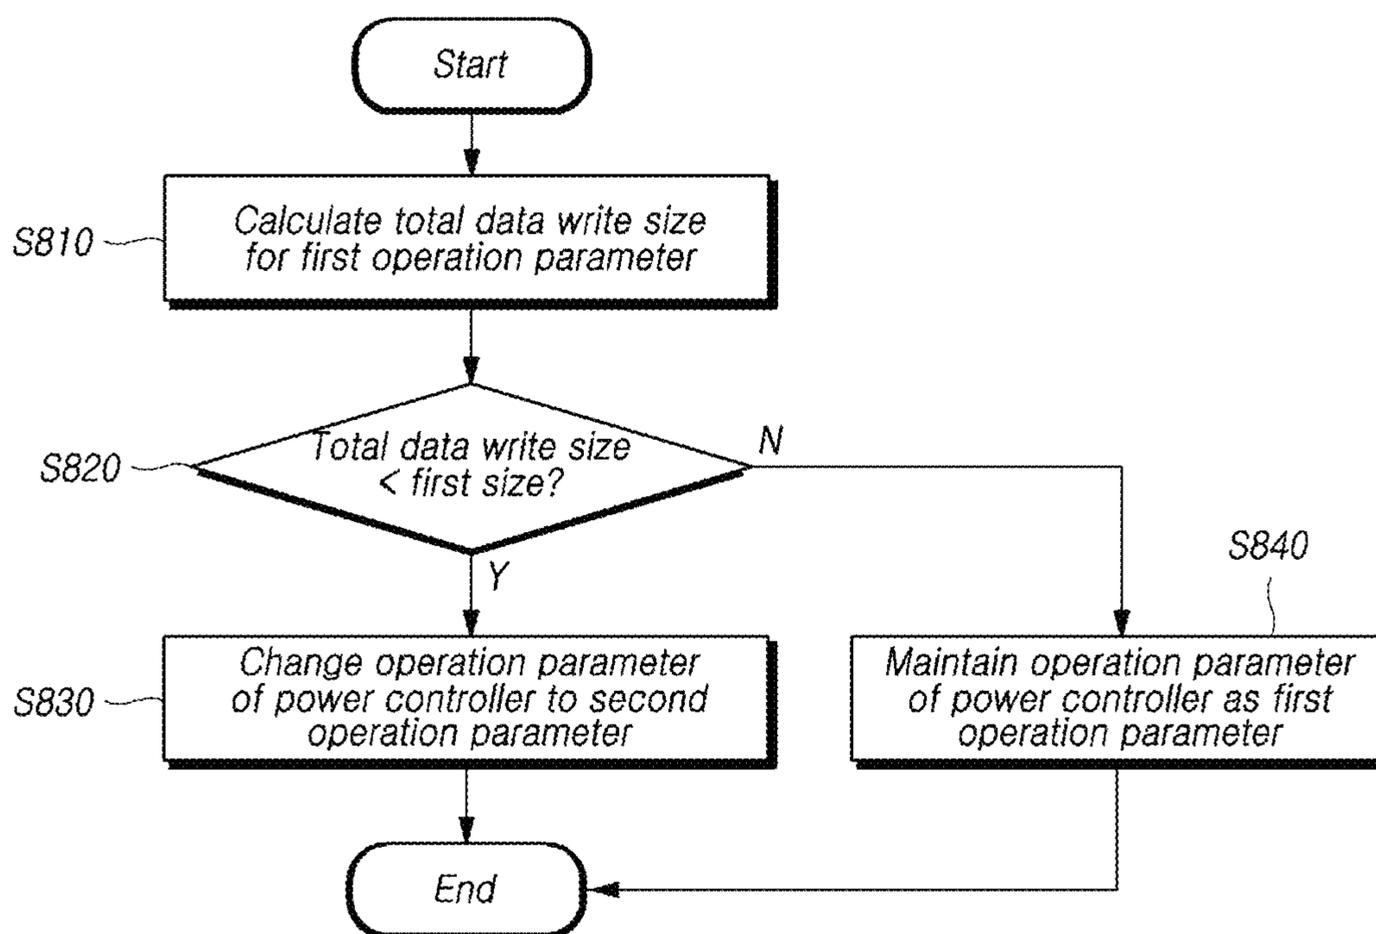 Start
S810
Calculate total data write size
for first operation parameter
S820
Total data write size
< first size?
N
Y
S840
S830
Change operation parameter
of power controller to second
operation parameter
Maintain operation parameter
of power controller as first
operation parameter
End